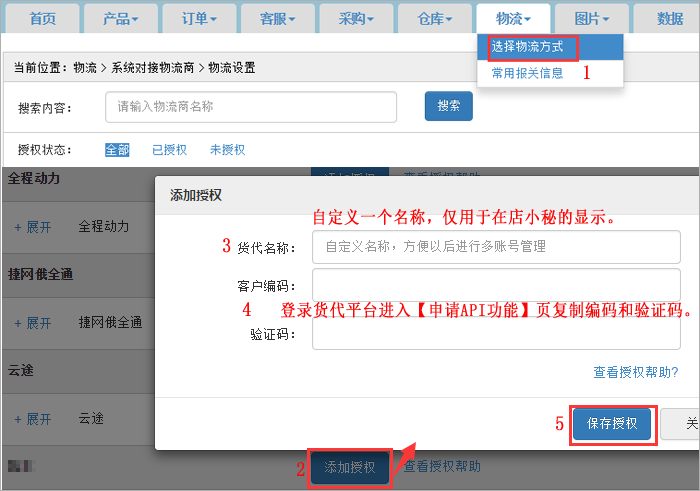 首页 产品 订单 客服 采购 仓库 物流 图片 数据
选择物流方式
常用报关信息 1
当前位置: 物流 > 系统对接物流商 > 物流设置
搜索内容: 请输入物流商名称 搜索
授权状态: 全部 已授权 未授权
全程动力 添加授权 查看授权帮助
添加授权
自定义一个名称，仅用于在店小秘的显示。
+ 展开 全程动力
3 货代名称: 自定义名称，方便以后进行多账号管理
捷网俄全通
客户编码:
4 登录货代平台进入【申请API功能】页复制编码和验证码。
+ 展开 捷网俄全通
验证码:
云途
查看授权帮助?
+ 展开 云途
5 保存授权 关
2 添加授权 查看授权帮助